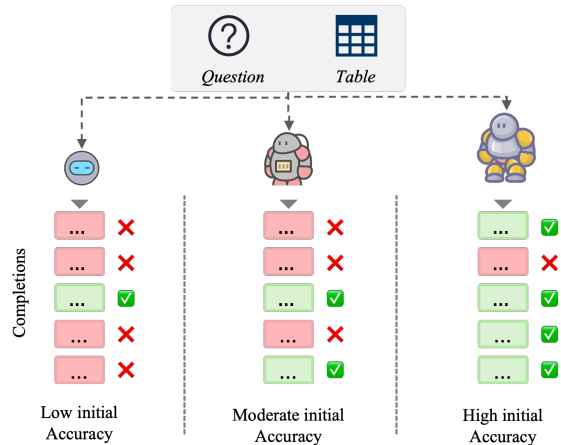 ?
Question
Table
Completions
... ... ...
... ... ...
... ... ...
... ... ...
... ... ...
Low initial
Accuracy
Moderate initial
Accuracy
High initial
Accuracy